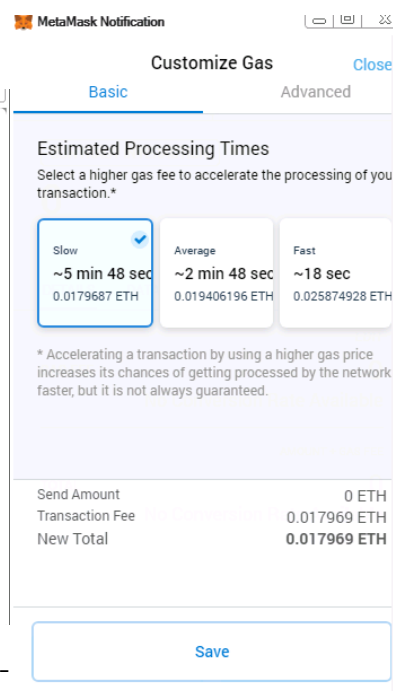 MetaMask Notification
Customize Gas
Close
Basic
Advanced
Estimated Processing Times
Select a higher gas fee to accelerate the processing of you
transaction.*
Slow
~5 min 48 sec
0.0179687 ETH
Average
~2 min 48 sec
0.019406196 ETH
Fast
~18 sec
0.025874928 ETH
* Accelerating a transaction by using a higher gas price
increases its chances of getting processed by the network
faster, but it is not always guaranteed.
Send Amount 0 ETH
Transaction Fee 0.017969 ETH
New Total 0.017969 ETH
Save